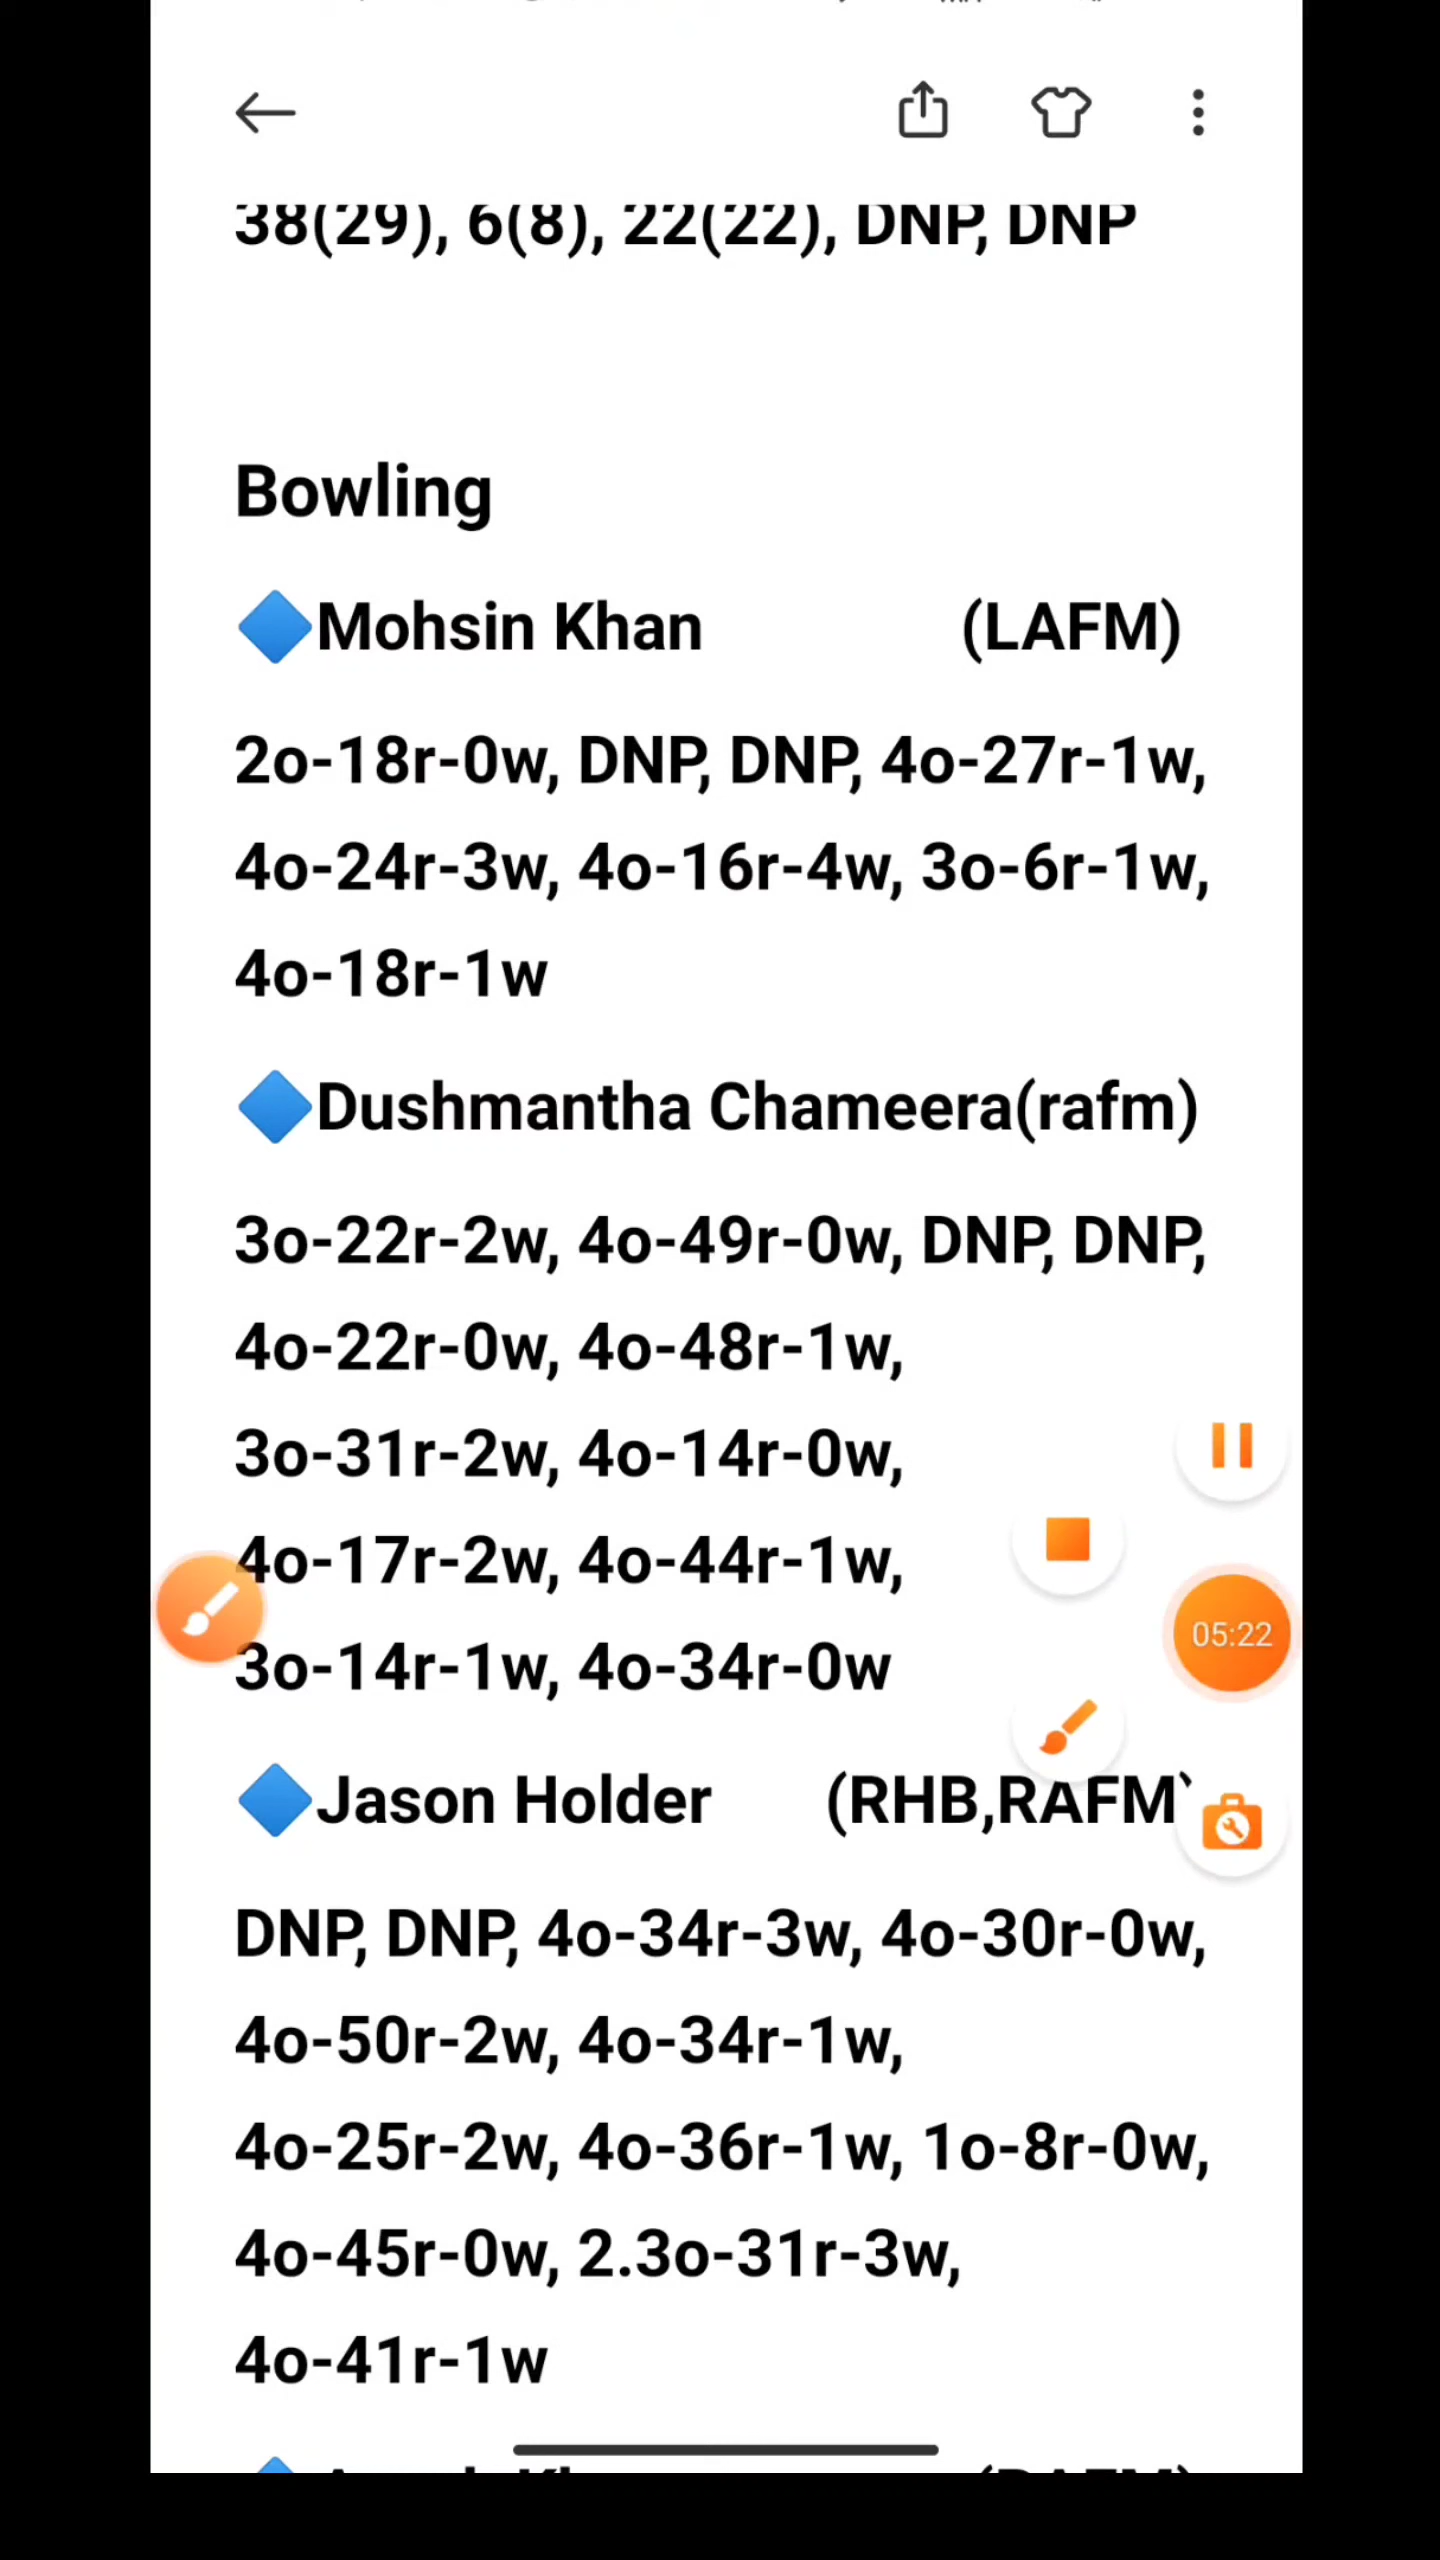 38(29), 6(8), 22(22), DNP, DNP
Bowling
Mohsin Khan (LAFM)
2o-18r-0w, DNP, DNP, 4o-27r-1w,
4o-24r-3w, 4o-16r-4w, 3o-6r-1w,
4o-18r-1w
Dushmantha Chameera(rafm)
3o-22r-2w, 4o-49r-0w, DNP, DNP,
4o-22r-0w, 4o-48r-1w,
3o-31r-2w, 4o-14r-0w,
4o-17r-2w, 4o-44r-1w,
05:22
3o-14r-1w, 4o-34r-0w
Jason Holder (RHB,RAFM)
DNP, DNP, 4o-34r-3w, 4o-30r-0w,
4o-50r-2w, 4o-34r-1w,
4o-25r-2w, 4o-36r-1w, 1o-8r-0w,
4o-45r-0w, 2.3o-31r-3w,
4o-41r-1w